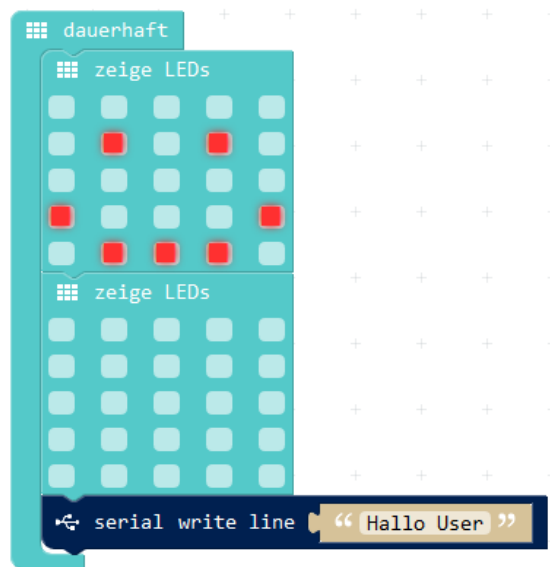 dauerhaft
zeige LEDs
zeige LEDs
serial write line “ Hallo User ”